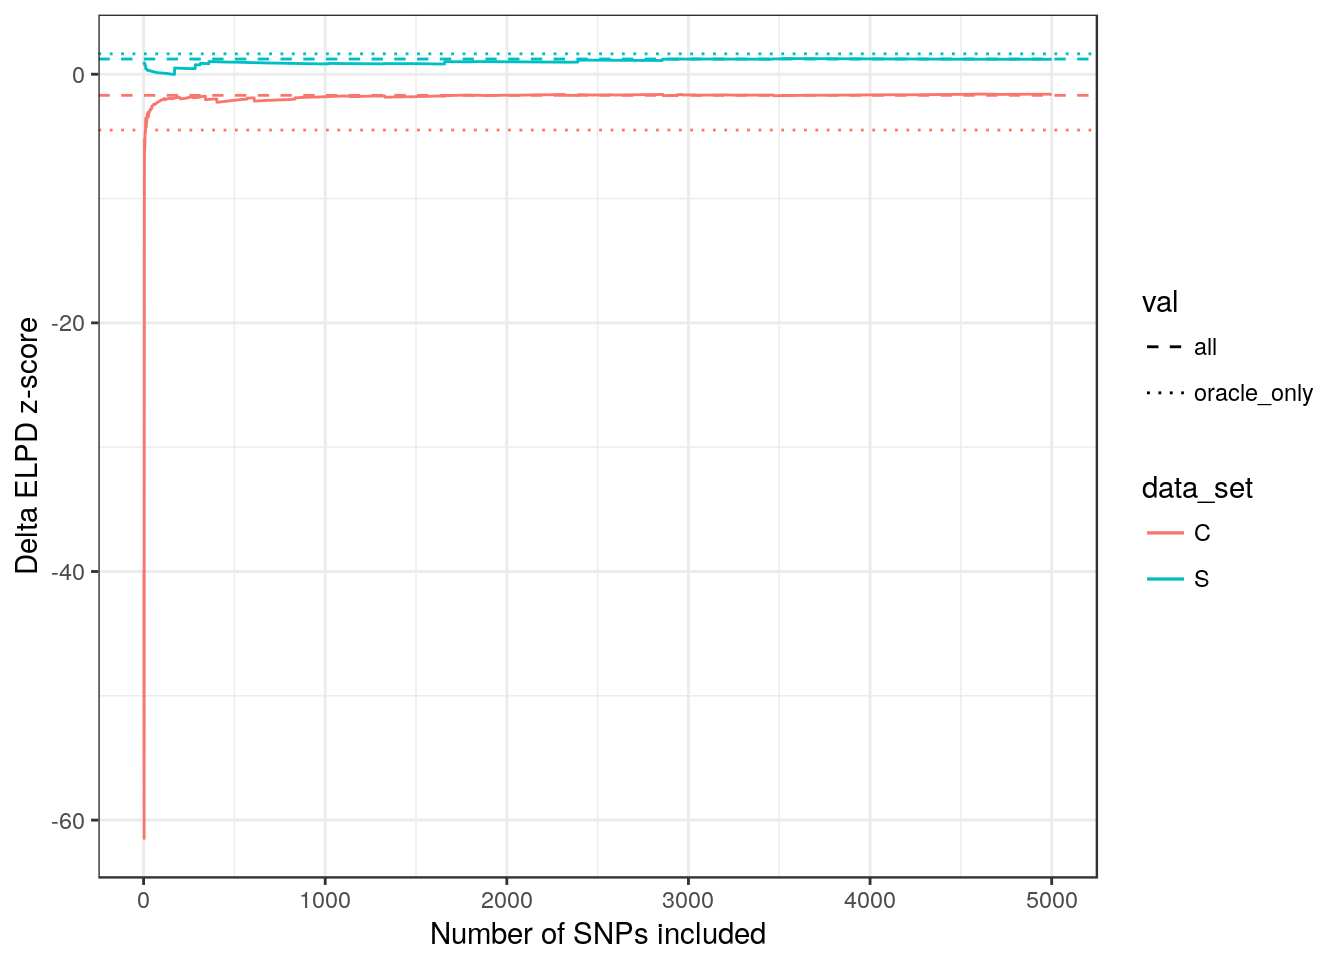 0
-20
-40
-60
Delta ELPD z-score
0
1000
2000
3000
4000
5000
Number of SNPs included
val
all
oracle_only
data_set
C
S